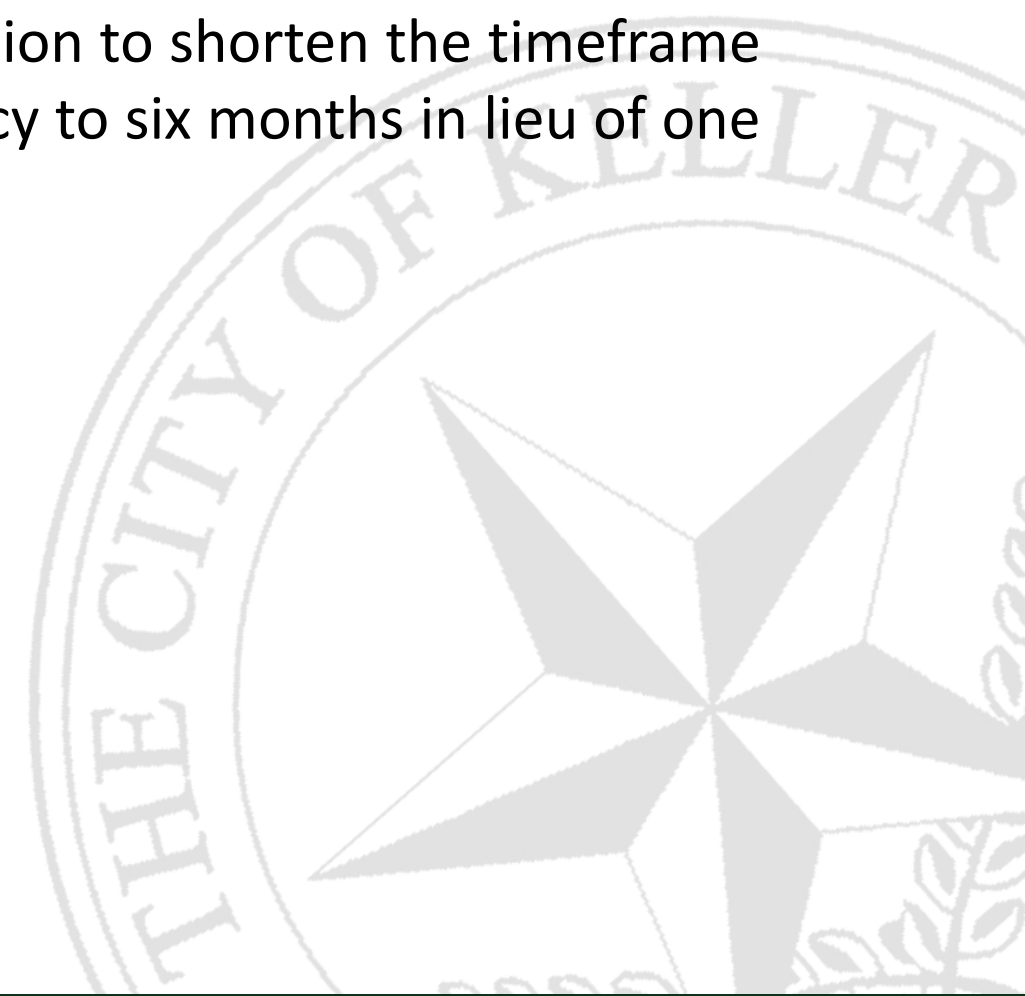 ion to shorten the timeframe
cy to six months in lieu of one
THE CITY OF KELLER